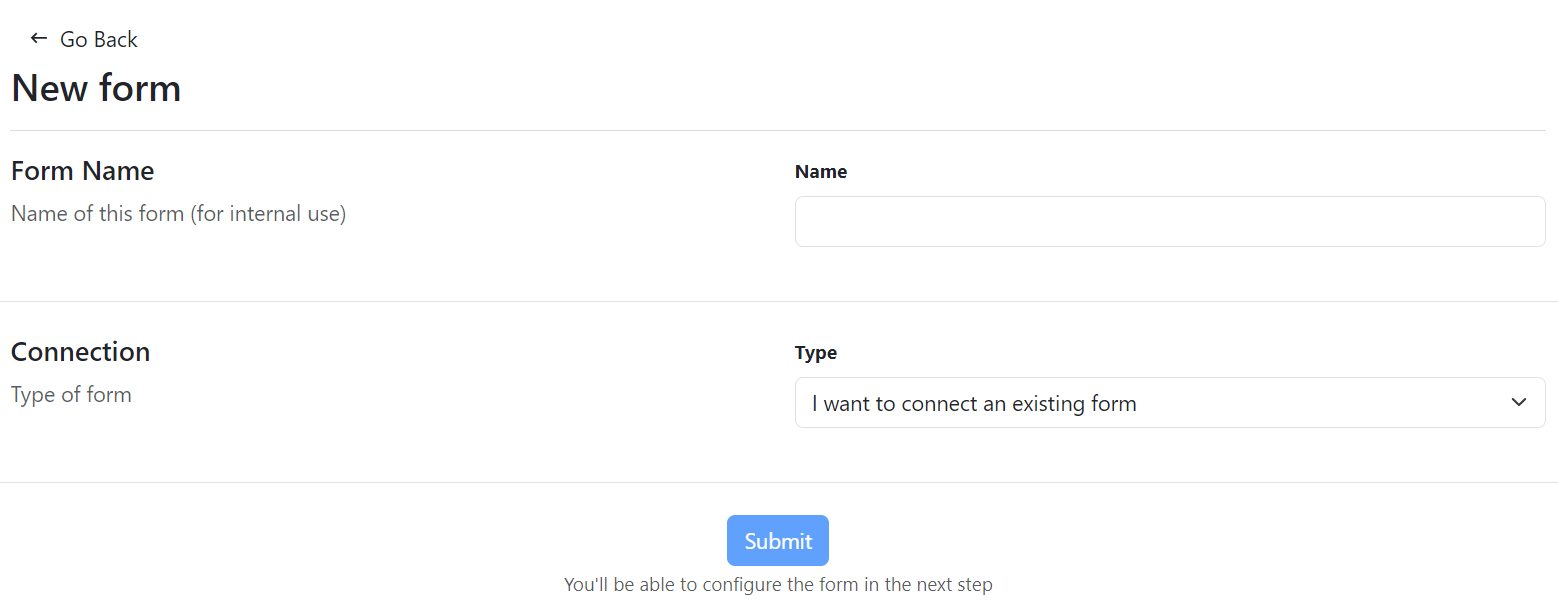 ← Go Back
New form
Form Name
Name of this form (for internal use)
Name
Connection
Type of form
Type
I want to connect an existing form
Submit
You'll be able to configure the form in the next step